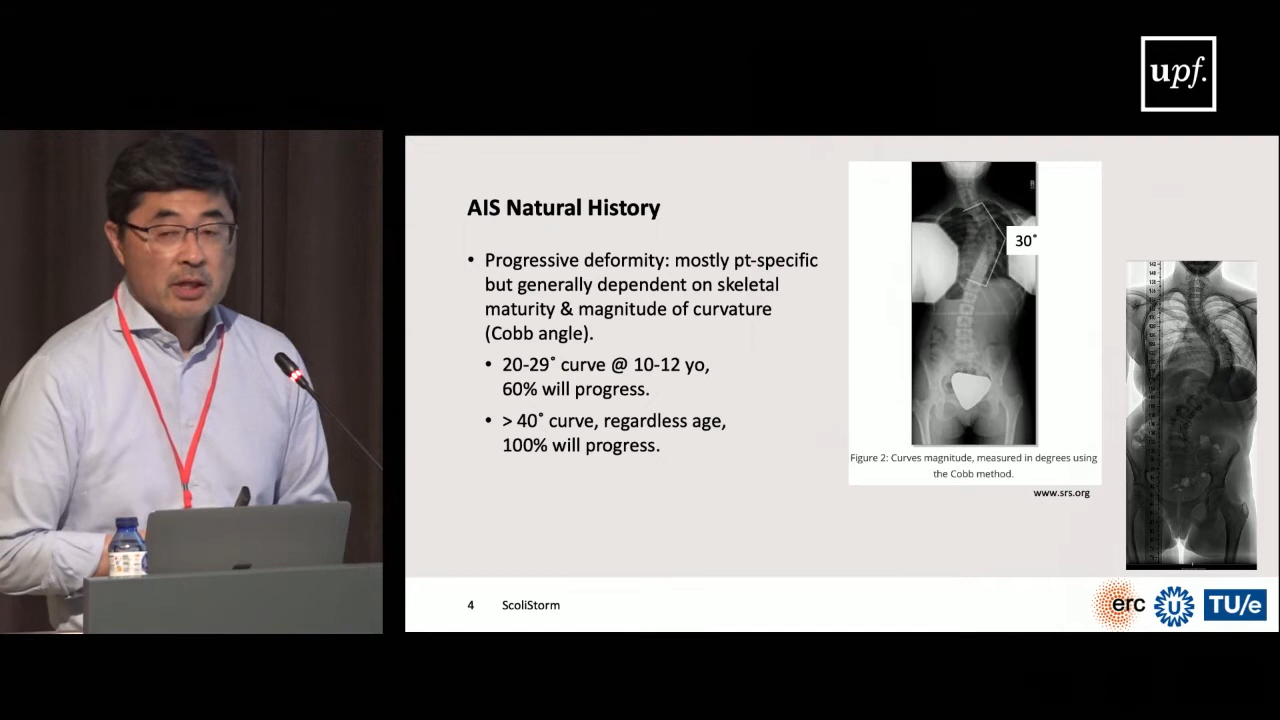 upf.
AIS Natural History
• Progressive deformity: mostly pt-specific
but generally dependent on skeletal
maturity & magnitude of curvature
(Cobb angle).
• 20-29˚ curve @ 10-12 yo,
60% will progress.
• > 40˚ curve, regardless age,
100% will progress.
30˚
Figure 2: Curves magnitude, measured in degrees using
the Cobb method.
www.srs.org
4 ScoliStorm
erc
U
TU/e